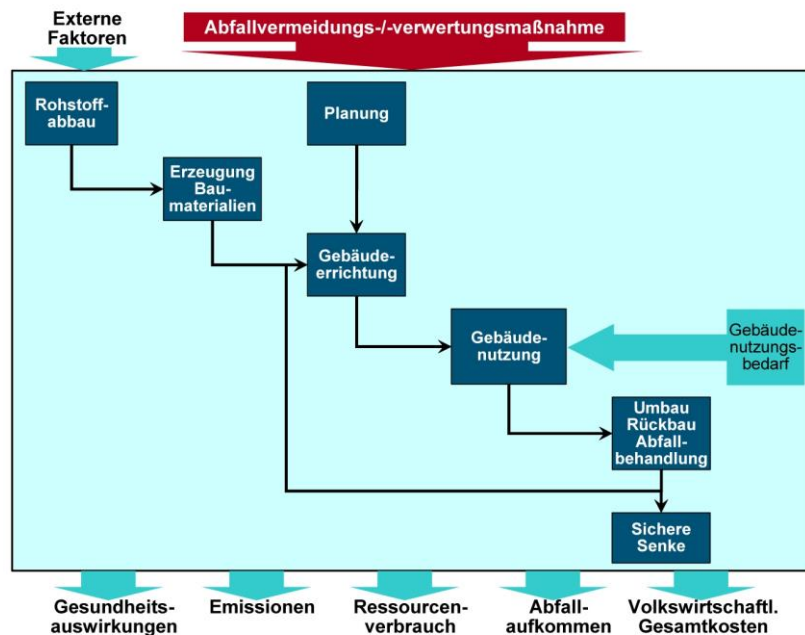 Externe
Faktoren
Abfallvermeidungs-/-verwertungsmaßnahme
Rohstoff-
abbau
Planung
Erzeugung
Bau-
materialien
Gebäude-
errichtung
Gebäude-
nutzung
Gebäude-
nutzungs-
bedarf
Umbau
Rückbau
Abfall-
behandlung
Sichere
Senke
Gesundheits-
auswirkungen
Emissionen
Ressourcen-
verbrauch
Abfall-
aufkommen
Volkswirtschaftl.
Gesamtkosten